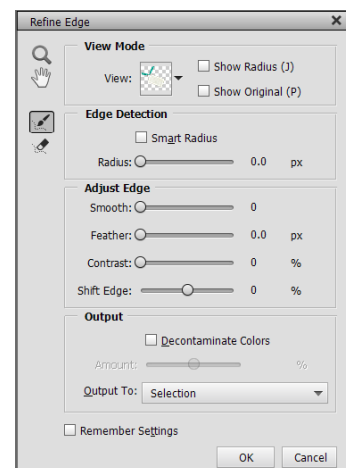 Refine Edge
View Mode
View:
Show Radius (J)
Show Original (P)
Edge Detection
Smart Radius
Radius: 0.0 px
Adjust Edge
Smooth: 0
Feather: 0.0 px
Contrast: 0 %
Shift Edge: 0 %
Output
Decontaminate Colors
Amount: %
Output To: Selection
Remember Settings
OK Cancel